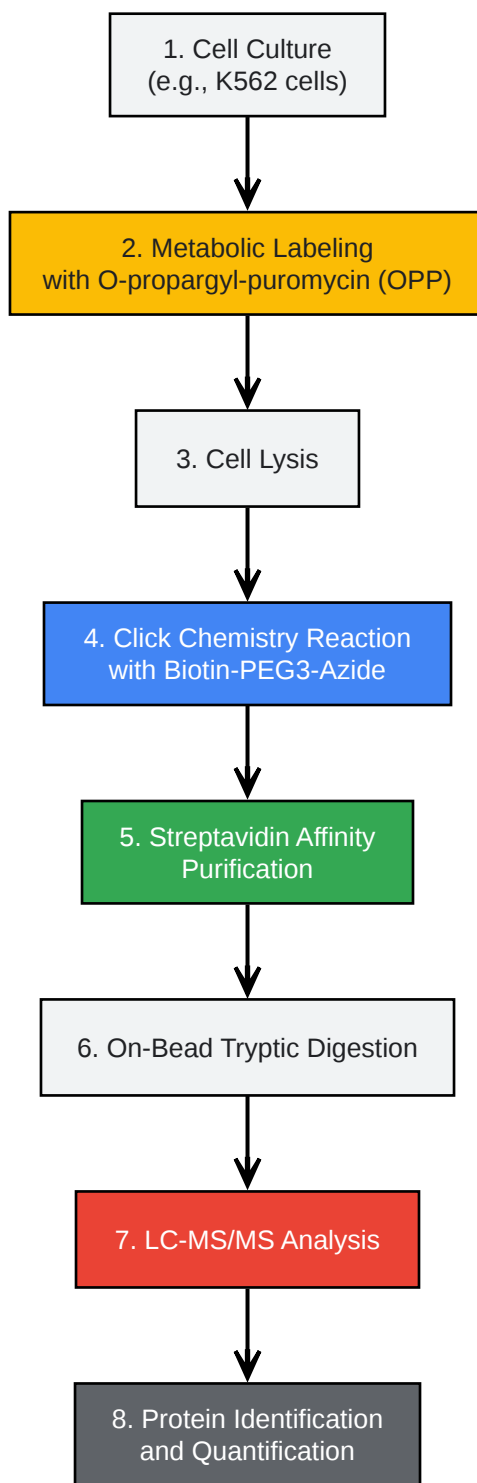 1. Cell Culture
(e.g., K562 cells)
2. Metabolic Labeling
with O-propargyl-puromycin (OPP)
3. Cell Lysis
4. Click Chemistry Reaction
with Biotin-PEG3-Azide
5. Streptavidin Affinity
Purification
6. On-Bead Tryptic Digestion
7. LC-MS/MS Analysis
8. Protein Identification
and Quantification